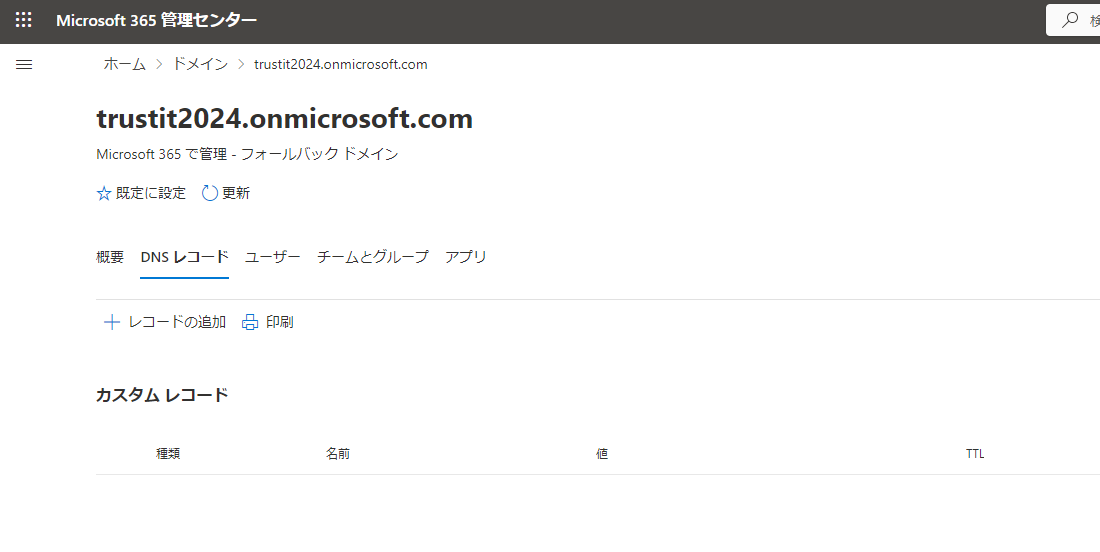 Microsoft 365 管理センター
検
ホーム > ドメイン > trustit2024.onmicrosoft.com
trustit2024.onmicrosoft.com
Microsoft 365 で管理 - フォールバック ドメイン
既定に設定 更新
概要 DNS レコード ユーザー チームとグループ アプリ
レコードの追加 印刷
カスタム レコード
種類 名前 値 TTL